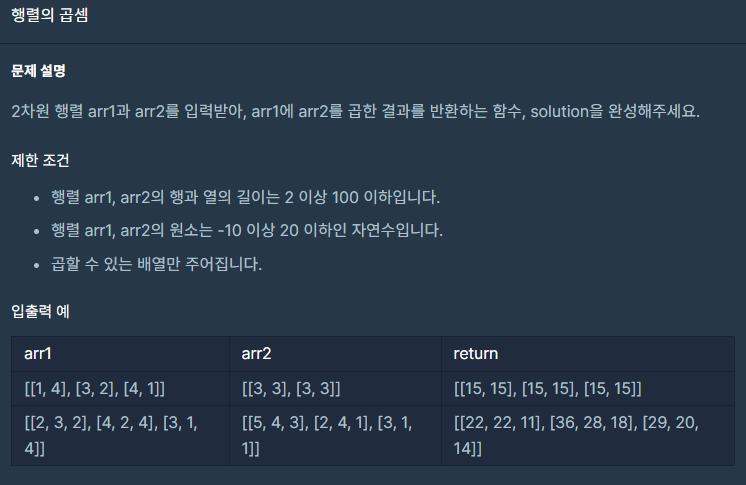 행렬의 곱셈
문제 설명
2차원 행렬 arr1과 arr2를 입력받아, arr1에 arr2를 곱한 결과를 반환하는 함수, solution을 완성해주세요.
제한 조건
• 행렬 arr1, arr2의 행과 열의 길이는 2 이상 100 이하입니다.
• 행렬 arr1, arr2의 원소는 -10 이상 20 이하인 자연수입니다.
• 곱할 수 있는 배열만 주어집니다.
입출력 예
arr1 arr2 return
[[1, 4], [3, 2], [4, 1]] [[3, 3], [3, 3]] [[15, 15], [15, 15], [15, 15]]
[[2, 3, 2], [4, 2, 4], [3, 1, [[5, 4, 3], [2, 4, 1], [3, 1, [[22, 22, 11], [36, 28, 18], [29, 20,
4]] 1]] 14]]